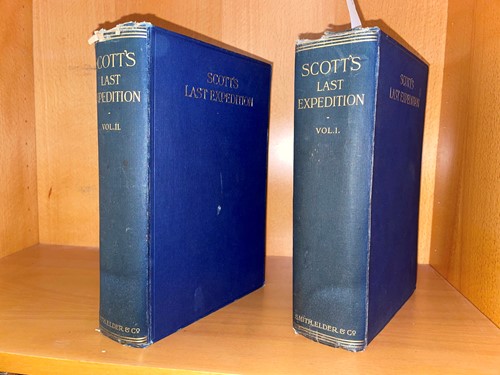 SCOTT'S
LAST
EXPEDITION
VOL.II.
SMITH, ELDER, & Co
SCOTT'S
LAST EXPEDITION
SCOTT'S
LAST
EXPEDITION
VOL.I.
SMITH, ELDER, & Co
SCOTT'S
LAST EXPEDITION